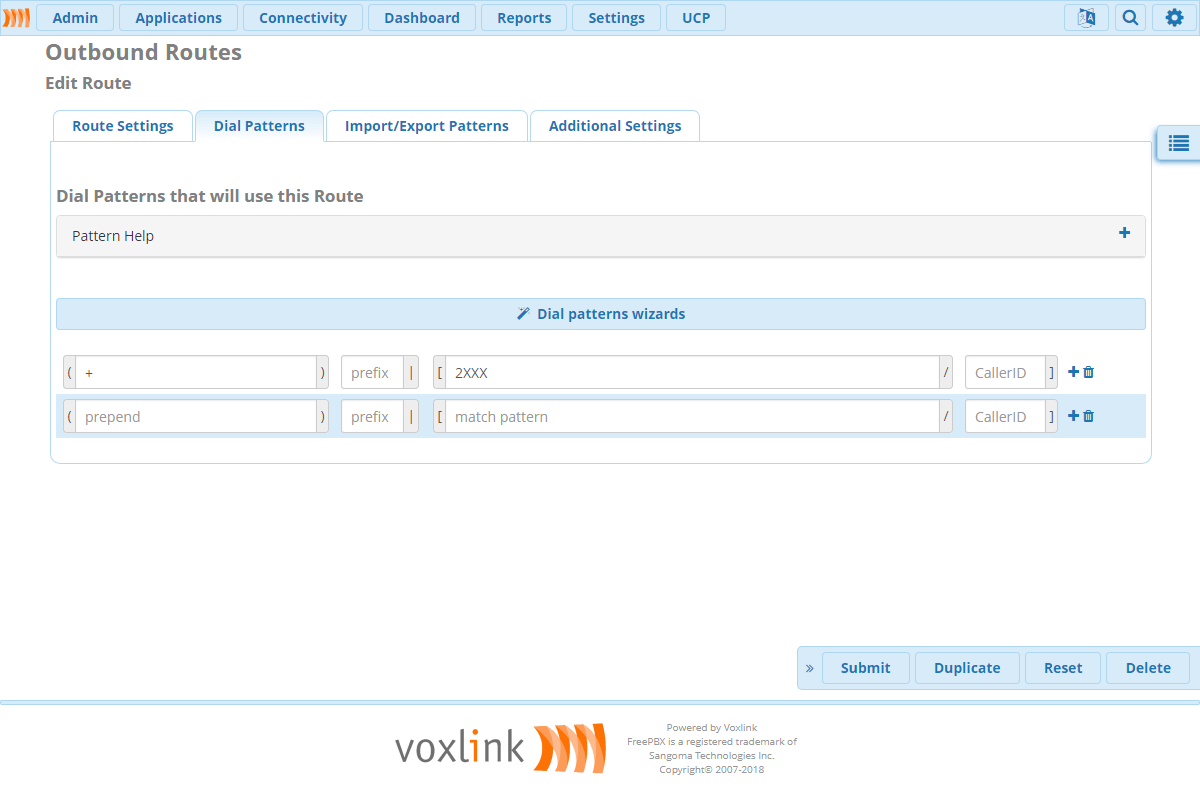 Admin Applications Connectivity Dashboard Reports Settings UCP
Outbound Routes
Edit Route
Route Settings Dial Patterns Import/Export Patterns Additional Settings
Dial Patterns that will use this Route
Pattern Help
Dial patterns wizards
( + ) prefix | [ 2XXX / CallerID ]
( prepend ) prefix | [ match pattern / CallerID ]
» Submit Duplicate Reset Delete
voxlink
Powered by Voxlink
FreePBX is a registered trademark of
Sangoma Technologies Inc.
Copyright© 2007-2018